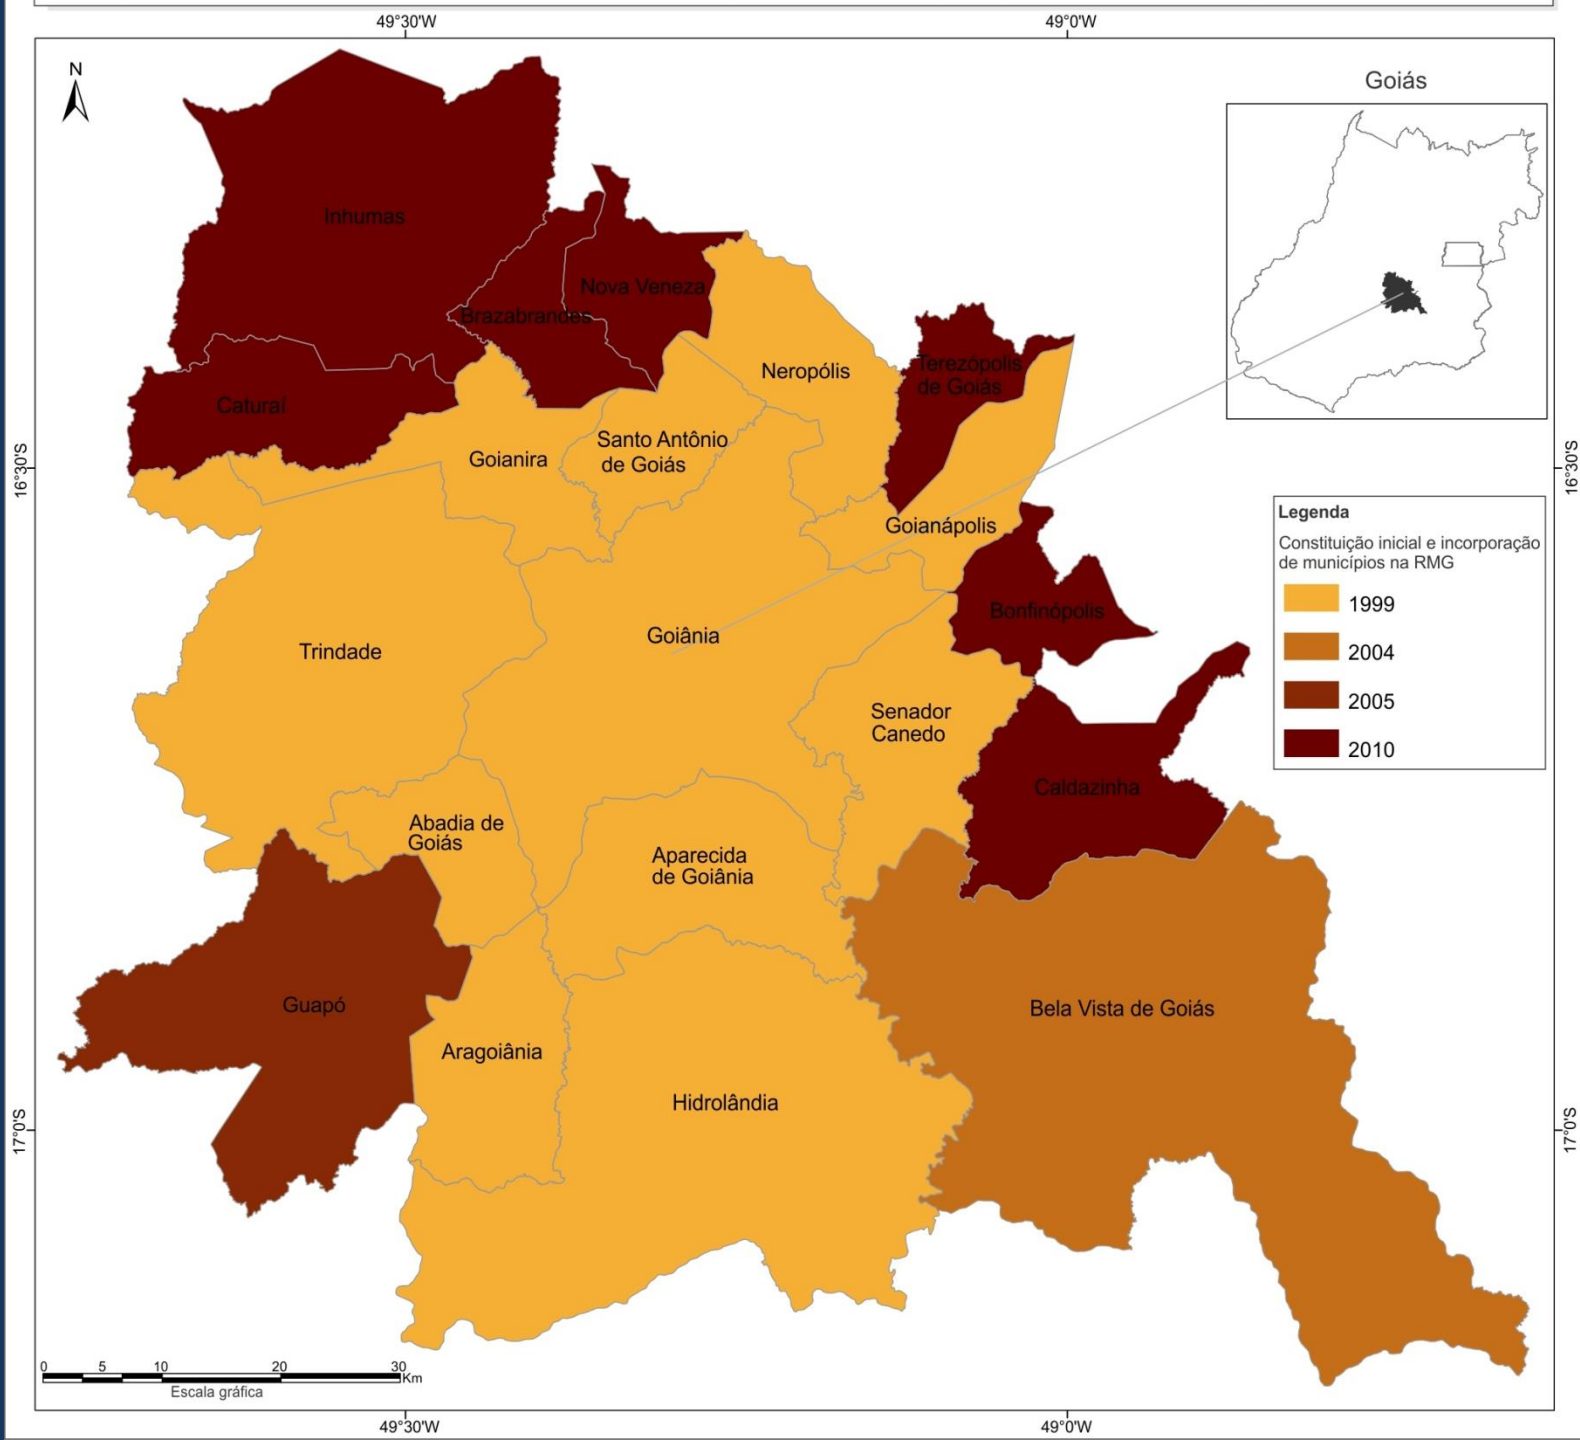 49°30'W
49°0'W
N
Goiás
Inhumas
Nova Veneza
Brazabrandes
Terezópolis
de Goiás
Neropólis
Caturaí
Santo Antônio
de Goiás
Goianira
16°30'S
16°30'S
Goianápolis
Legenda
Constituição inicial e incorporação
de municípios na RMG
1999
2004
2005
2010
Bonfinópolis
Goiânia
Trindade
Senador
Canedo
Caldazinha
Abadia de
Goiás
Aparecida
de Goiânia
Guapó
Bela Vista de Goiás
Aragoiânia
Hidrolândia
17°0'S
17°0'S
0 5 10 20 30
Km
Escala gráfica
49°30'W
49°0'W